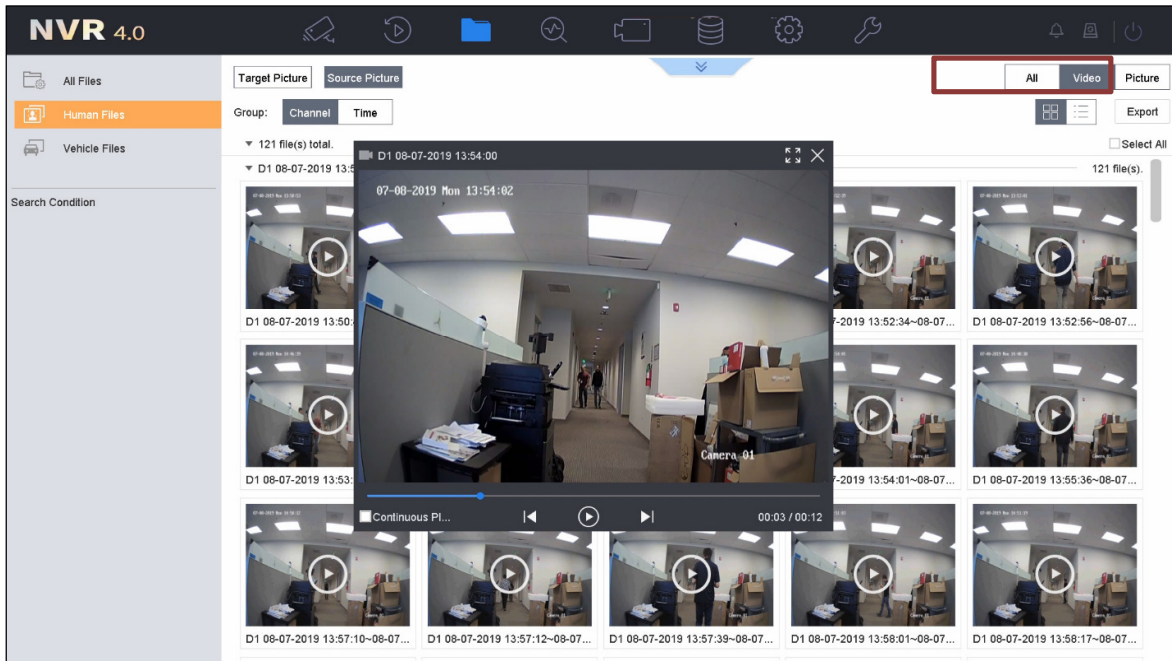 NVR 4.0
All Files
Human Files
Vehicle Files
Search Condition
Target Picture Source Picture
All Video Picture
Group: Channel Time
Export
121 file(s) total.
Select All
D1 08-07-2019 13:5
121 file(s).
D1 08-07-2019 13:54:00
07-08-2019 Mon 13:54:02
Camera 01
Continuous Pl...
00:03 / 00:12
D1 08-07-2019 13:50:
-2019 13:52:34~08-07...
D1 08-07-2019 13:52:56~08-07...
D1 08-07-2019 13:53:
-2019 13:54:01~08-07...
D1 08-07-2019 13:55:36~08-07...
D1 08-07-2019 13:57:10~08-07...
D1 08-07-2019 13:57:12~08-07...
D1 08-07-2019 13:57:39~08-07...
D1 08-07-2019 13:58:01~08-07...
D1 08-07-2019 13:58:17~08-07...